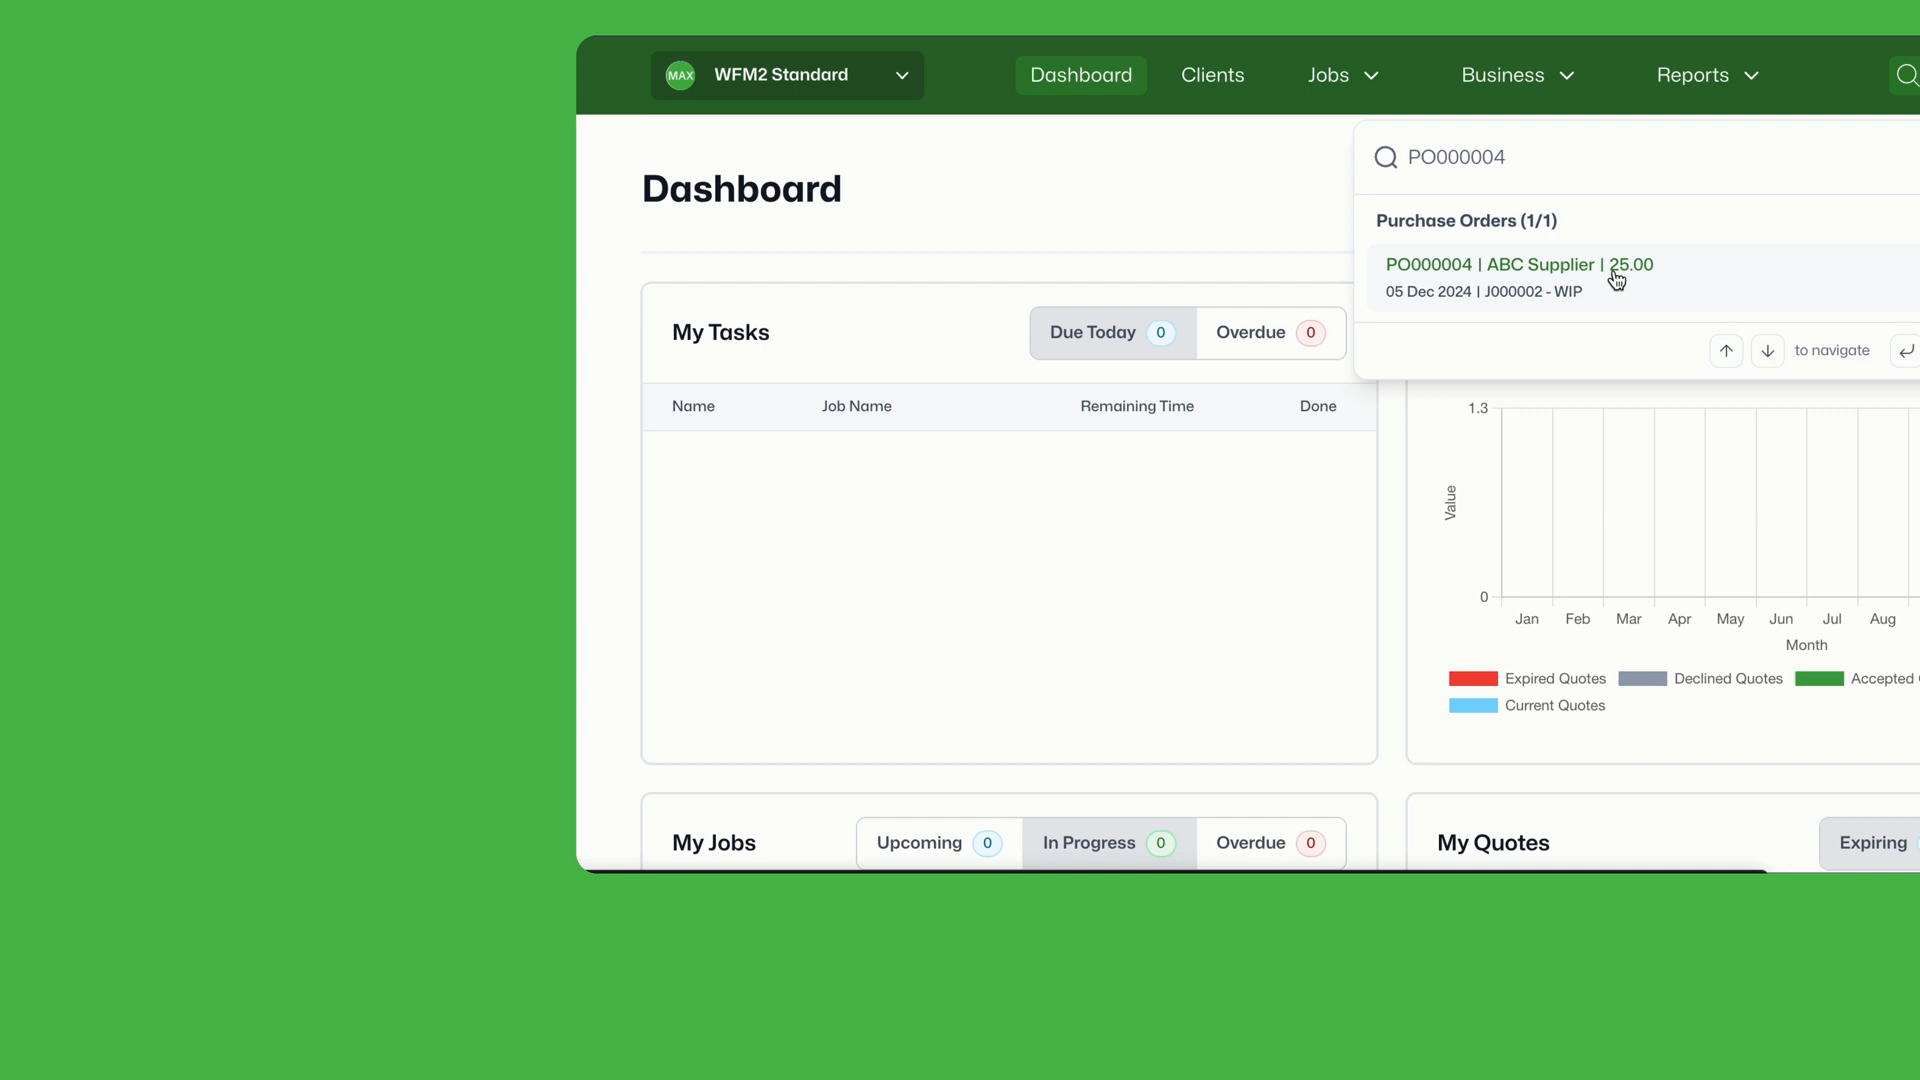 MAX WFM2 Standard Dashboard Clients Jobs Business Reports
PO000004
Dashboard
Purchase Orders (1/1)
PO000004 | ABC Supplier | 25.00
05 Dec 2024 | J000002 - WIP
to navigate
My Tasks Due Today 0 Overdue 0
Name Job Name Remaining Time Done
1.3
Value
0
Jan Feb Mar Apr May Jun Jul Aug
Month
Expired Quotes Declined Quotes Accepted
Current Quotes
My Jobs Upcoming 0 In Progress 0 Overdue 0
My Quotes Expiring